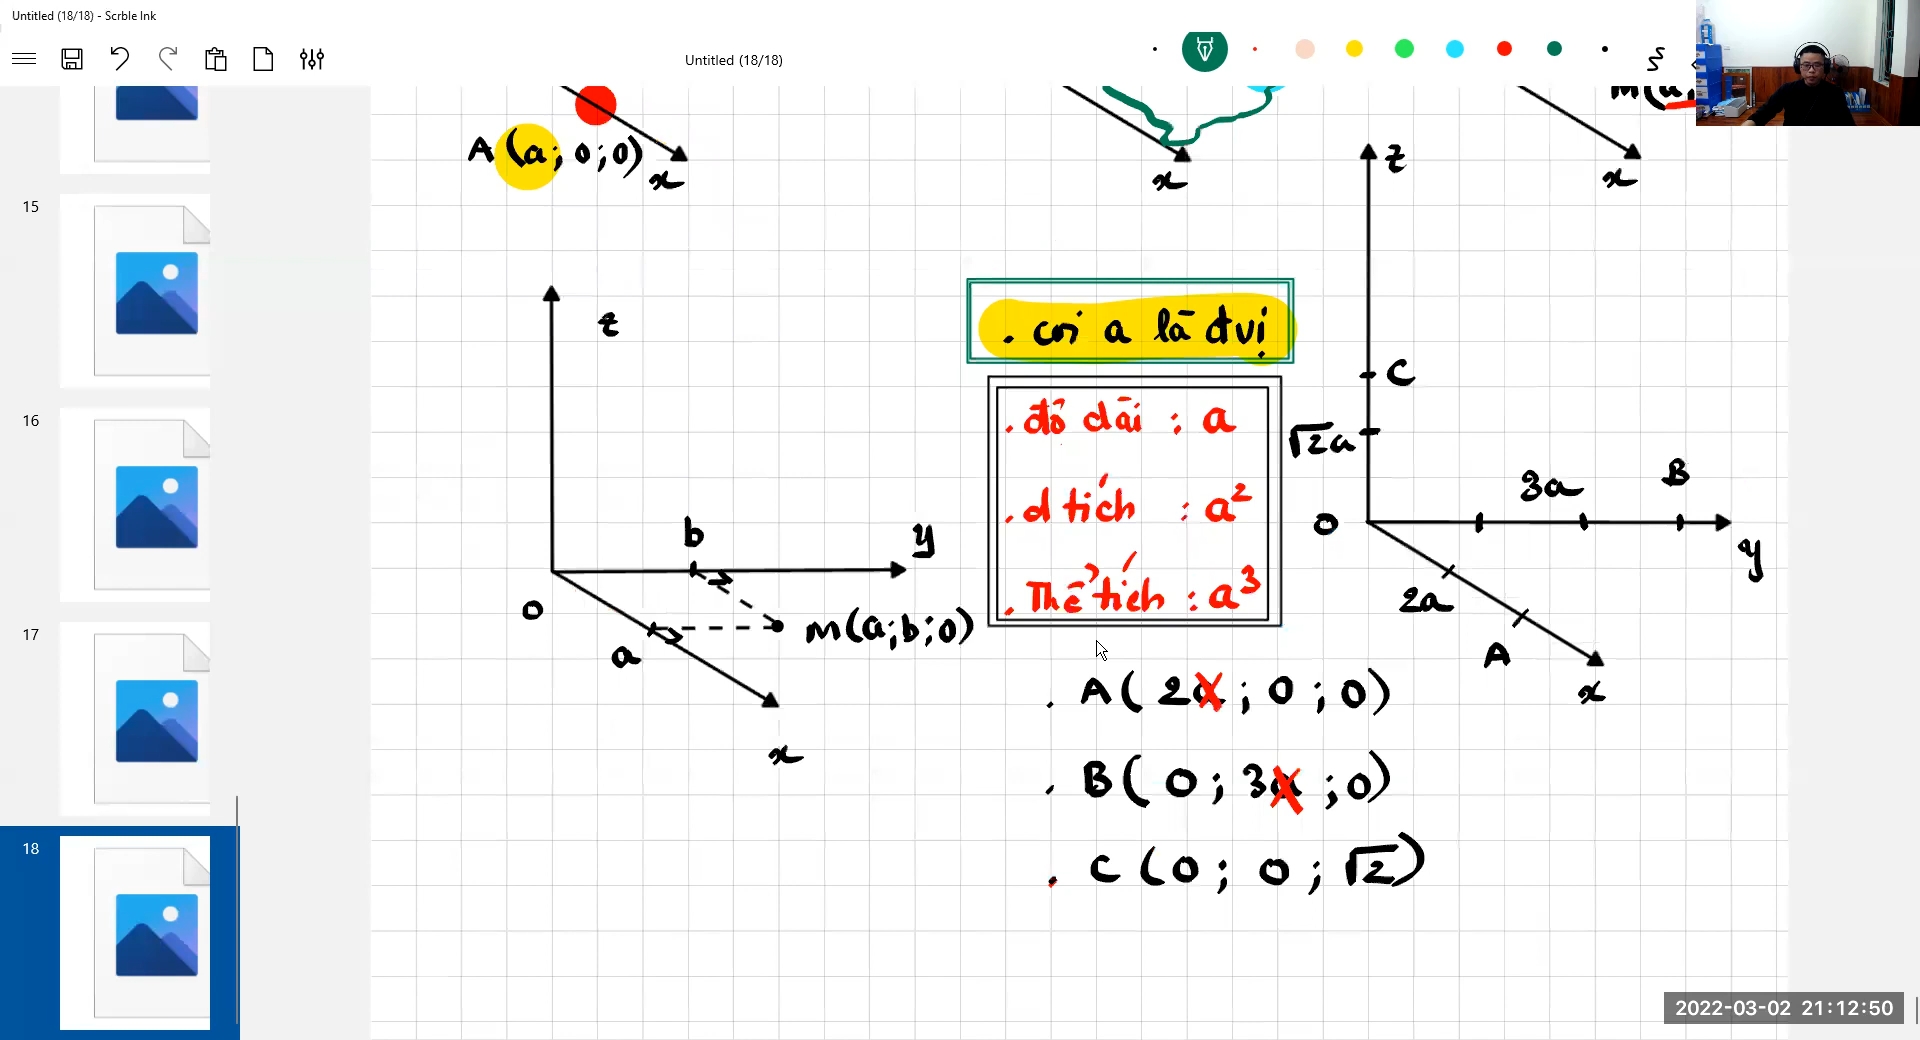 Untitled (18/18) - Scrble Ink
Untitled (18/18)
15
16
17
18
A(a; 0; 0)
x
x
x
M(a;
z
. coi a là đvị
. độ dài : a
. d tích : a²
. Thể tích : a³
z
b
y
0
a
M(a;b;0)
x
z
C
√2a
3a
B
0
y
2a
A
x
. A( 2a ; 0 ; 0)
. B( 0 ; 3a ; 0)
. C (0 ; 0 ; √2)
2022-03-02 21:12:50